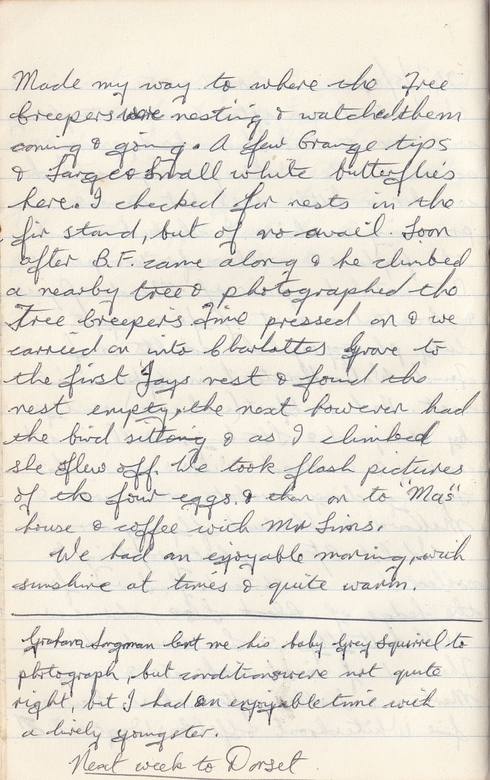 Made my way to where the Tree
Creepers were nesting & watched them
coming & going. A few Orange tips
& Large & Small white butterflies
here. I checked for nests in the
fir stand, but of no avail. Soon
after B.F. came along & he climbed
a nearby tree & photographed the
Tree Creepers. Time pressed on & we
carried on into Charlottes Grove to
the first Jays nest & found the
nest empty, the next however had
the bird sitting & as I climbed
she flew off. We took flash pictures
of the four eggs. & then on to "Mas"
house & coffee with Mr Sims.
We had an enjoyable morning, with
sunshine at times & quite warm.
Graham lent me his baby Grey Squirrel to
photograph, but conditions were not quite
right, but I had an enjoyable time with
a lively youngster.
Next week to Dorset.